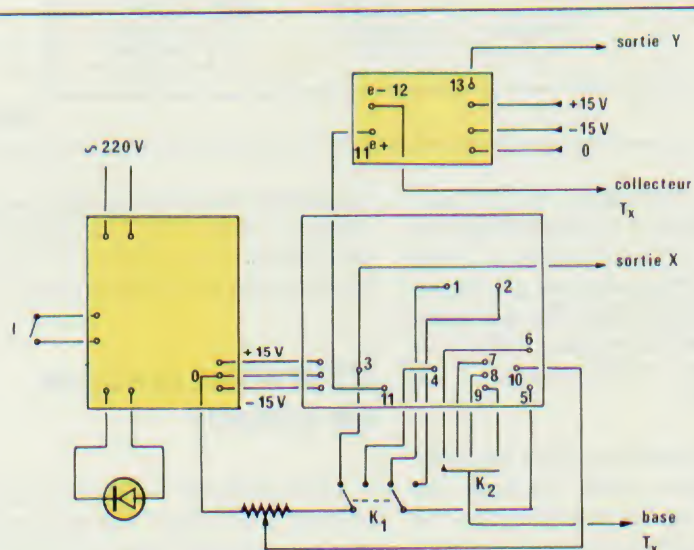 sortie Y
e- 12
13
+15 V
-15 V
0
11 e+
∿ 220 V
collecteur
Tx
sortie X
1
2
I
+15 V
0
-15 V
3
4
6
7
8
10
9
5
11
K1
K2
base
Tx